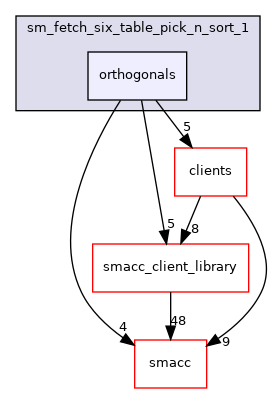 sm_fetch_six_table_pick_n_sort_1
orthogonals
5
clients
5
8
smacc_client_library
48
4
9
smacc